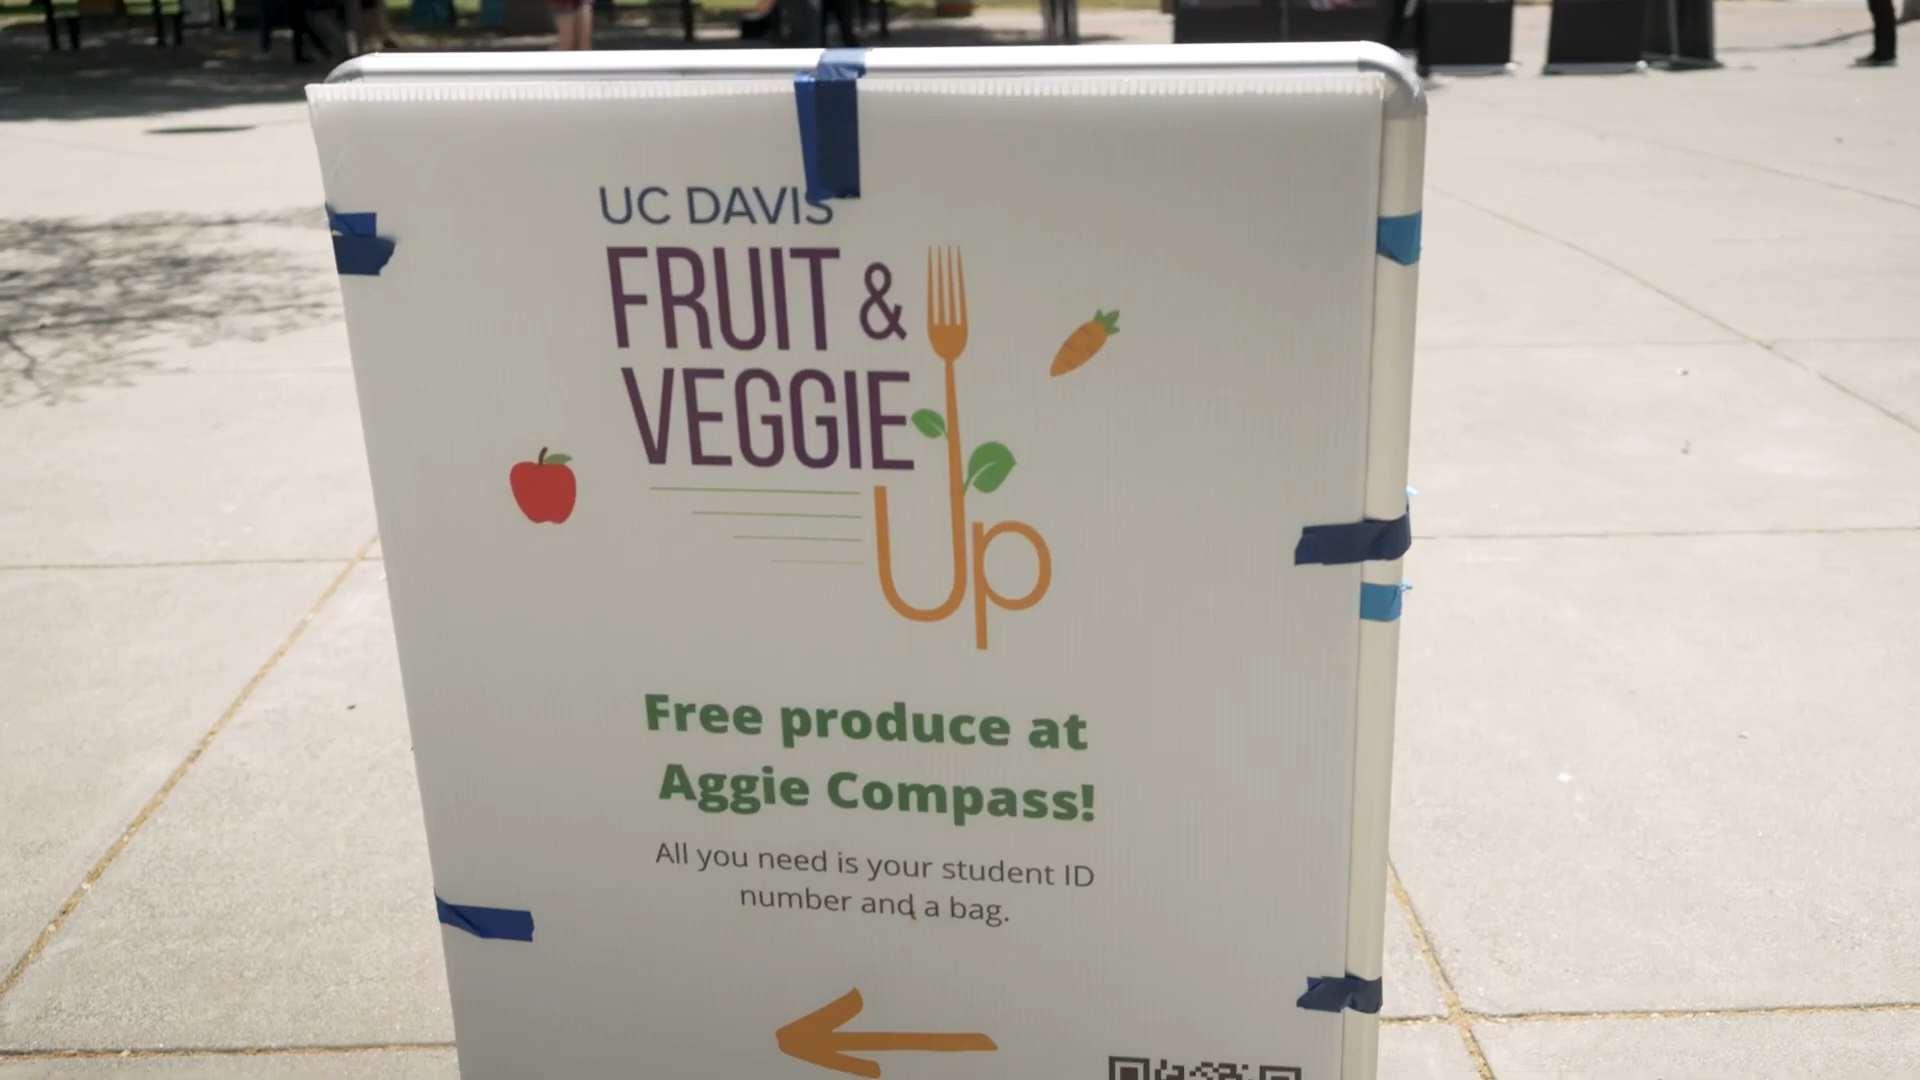 UC DAVIS
FRUIT &
VEGGIE
Up
Free produce at
Aggie Compass!
All you need is your student ID
number and a bag.